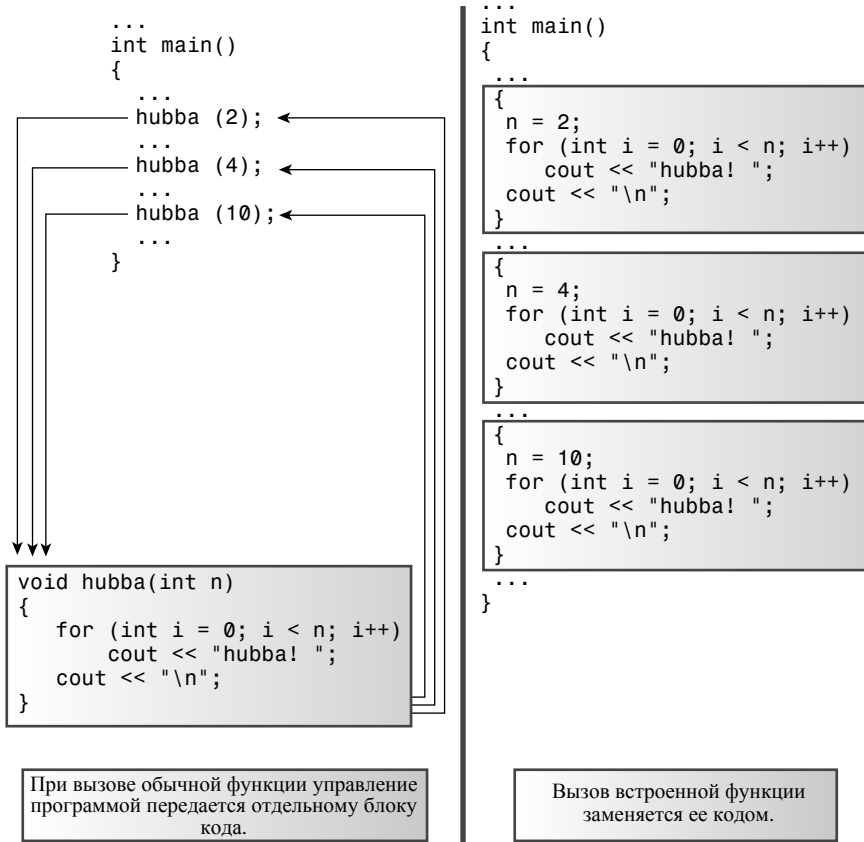 ...
int main()
{
...
hubba (2);
...
hubba (4);
...
hubba (10);
...
}
void hubba(int n)
{
for (int i = 0; i < n; i++)
cout << "hubba! ";
cout << "\n";
}
При вызове обычной функции управление
программой передается отдельному блоку
кода.
...
int main()
{
...
{
n = 2;
for (int i = 0; i < n; i++)
cout << "hubba! ";
cout << "\n";
}
...
{
n = 4;
for (int i = 0; i < n; i++)
cout << "hubba! ";
cout << "\n";
}
...
{
n = 10;
for (int i = 0; i < n; i++)
cout << "hubba! ";
cout << "\n";
}
...
}
Вызов встроенной функции
заменяется ее кодом.